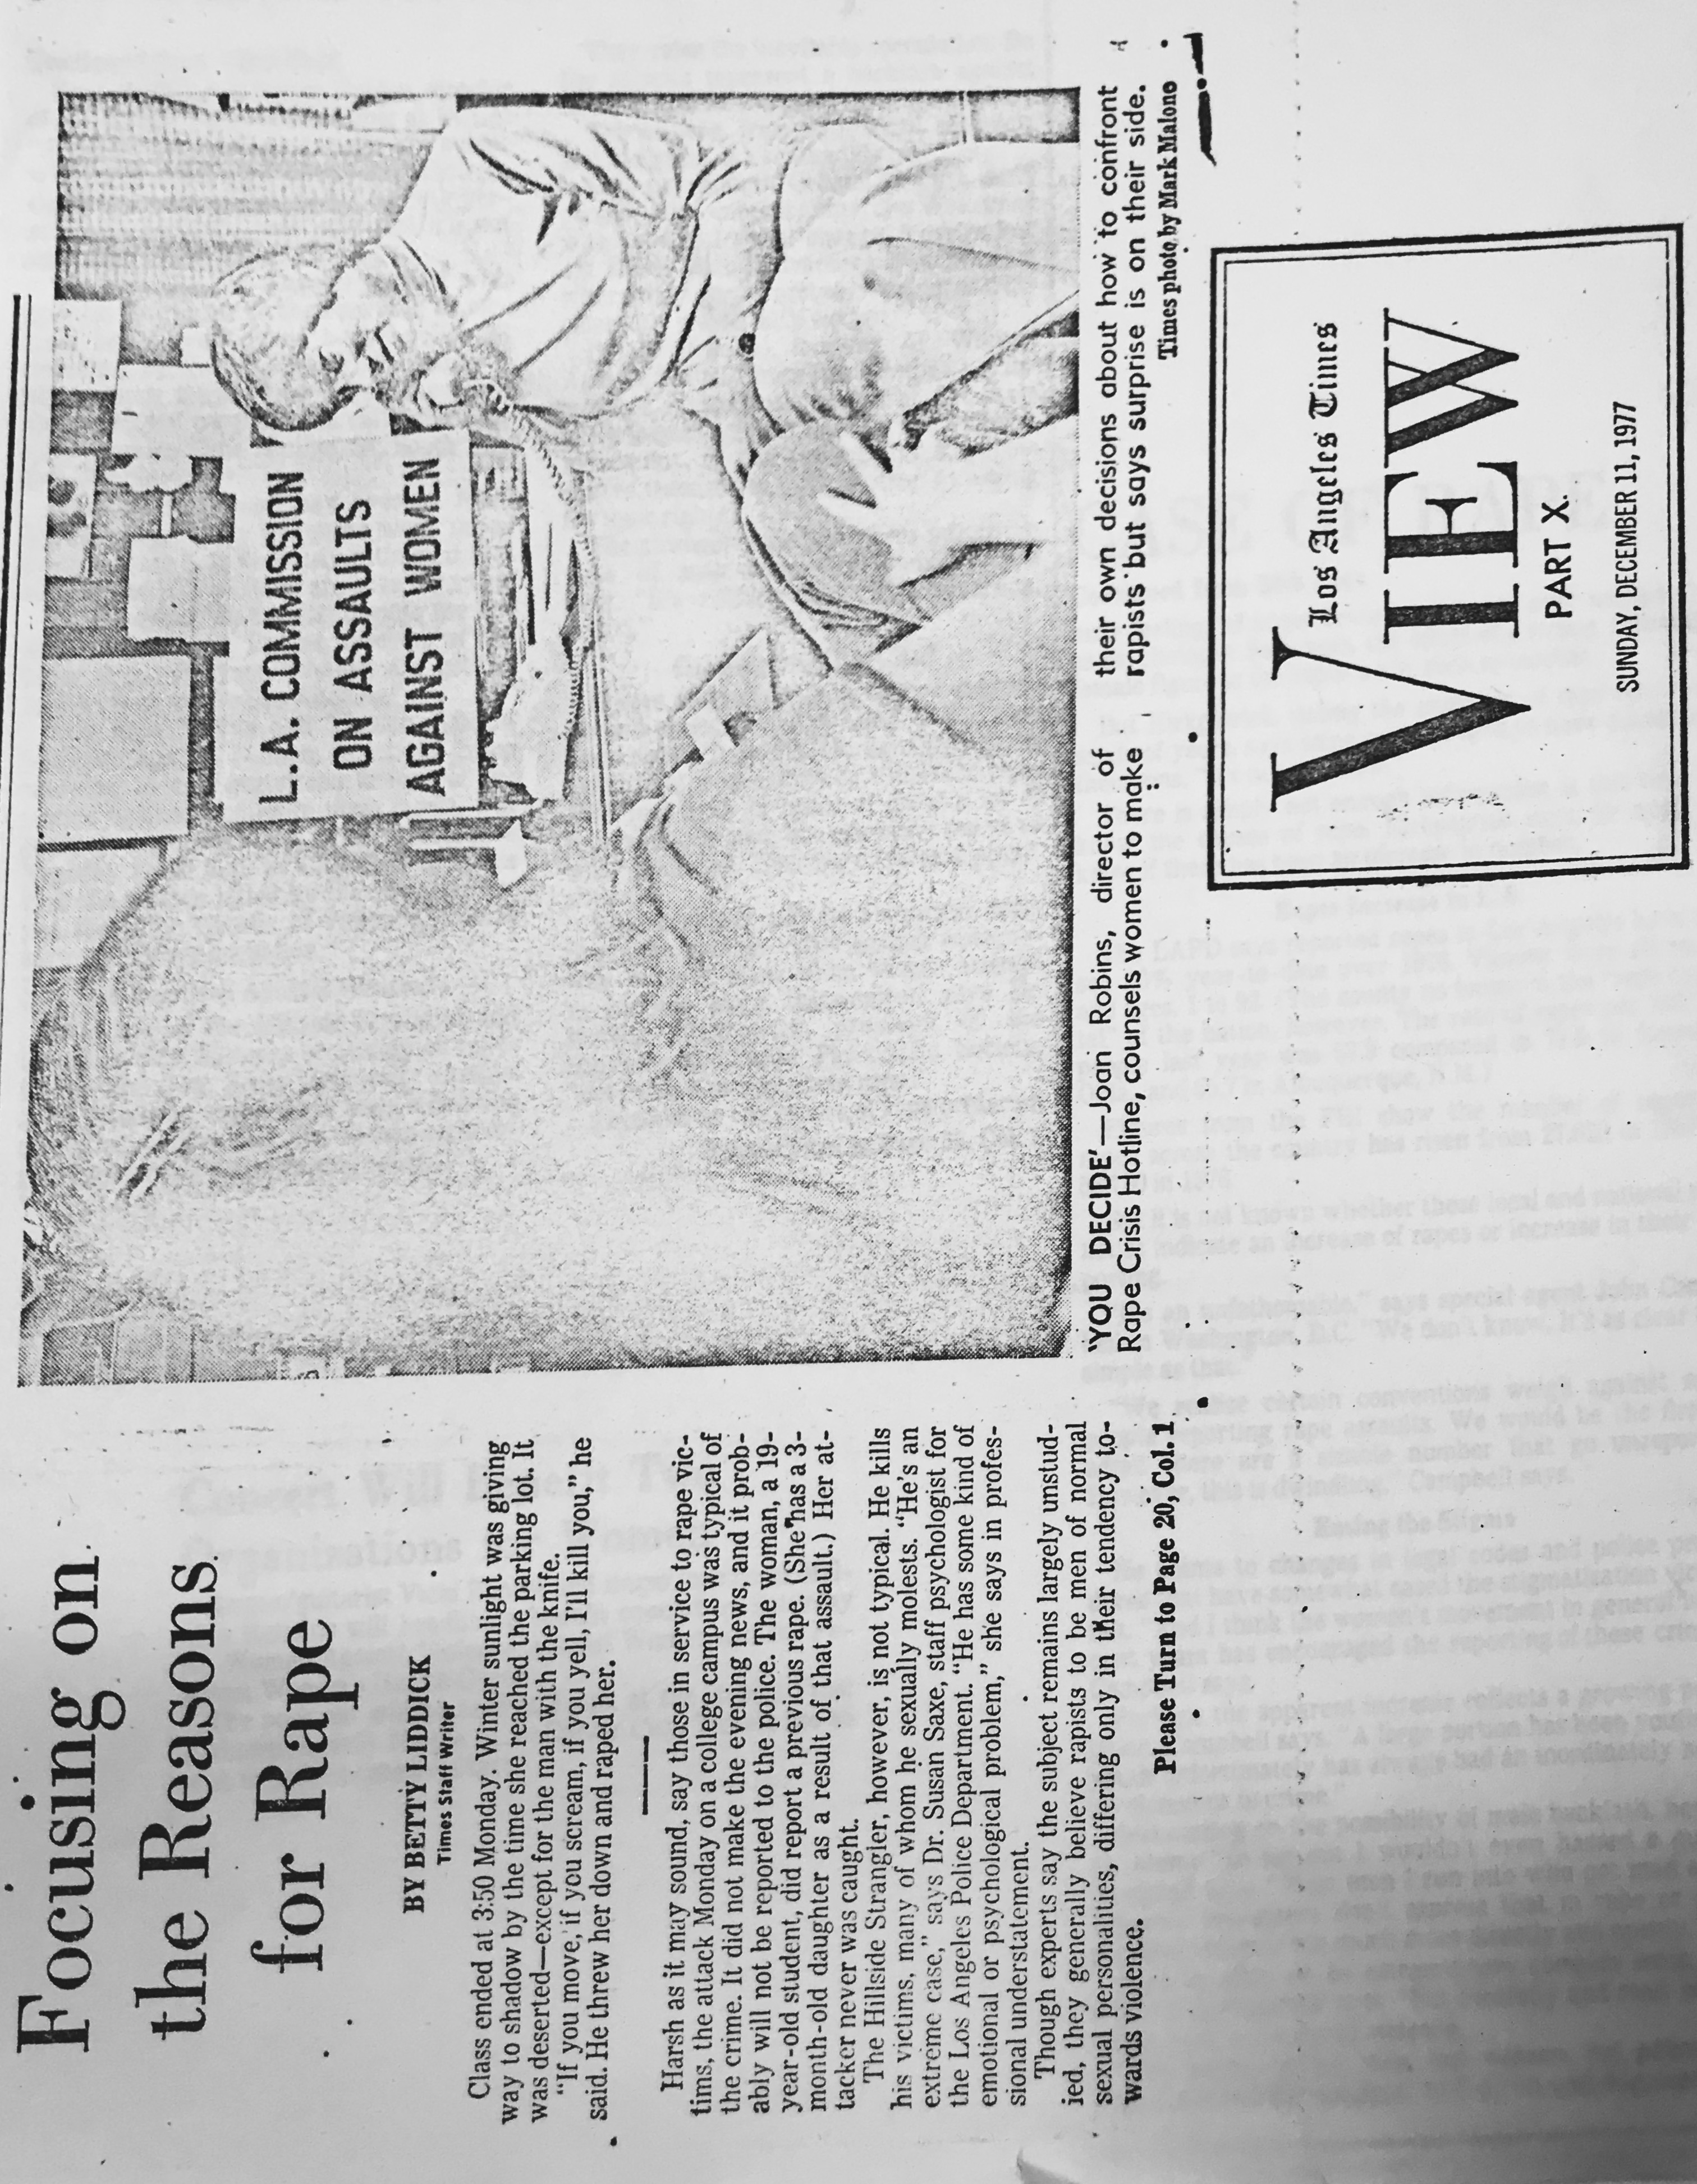 Focusing on
the Reasons
for Rape
BY BETTY LIDDICK
Times Staff Writer
Class ended at 3:50 Monday. Winter sunlight was giving
way to shadow by the time she reached the parking lot. It
was deserted—except for the man with the knife.
"If you move, if you scream, if you yell, I'll kill you," he
said. He threw her down and raped her.
Harsh as it may sound, say those in service to rape vic-
tims, the attack Monday on a college campus was typical of
the crime. It did not make the evening news, and it prob-
ably will not be reported to the police. The woman, a 19-
year-old student, did report a previous rape. (She has a 3-
month-old daughter as a result of that assault.) Her at-
tacker never was caught.
The Hillside Strangler, however, is not typical. He kills
his victims, many of whom he sexually molests. "He's an
extreme case," says Dr. Susan Saxe, staff psychologist for
the Los Angeles Police Department. "He has some kind of
emotional or psychological problem," she says in profes-
sional understatement.
Though experts say the subject remains largely unstud-
ied, they generally believe rapists to be men of normal
sexual personalities, differing only in their tendency to-
wards violence.
Please Turn to Page 20, Col. 1
L.A. COMMISSION
ON ASSAULTS
AGAINST WOMEN
'YOU DECIDE'—Joan Robins, director of
Rape Crisis Hotline, counsels women to make
their own decisions about how to confront
rapists but says surprise is on their side.
Times photo by Mark Malono
Los Angeles Times
VIEW
PART X
SUNDAY, DECEMBER 11, 1977